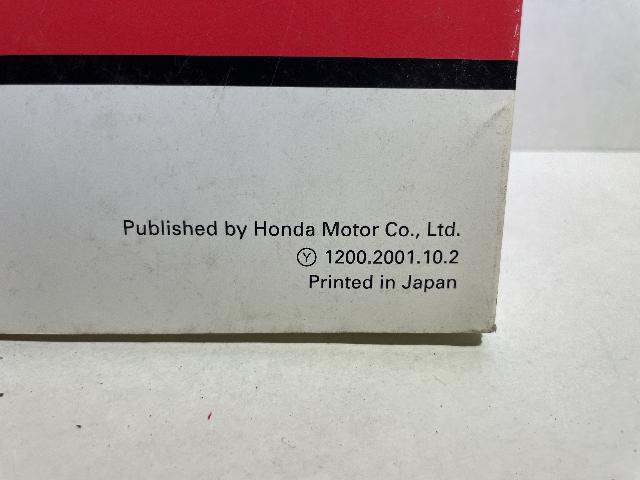 Published by Honda Motor Co., Ltd.
Ⓨ 1200.2001.10.2
Printed in Japan